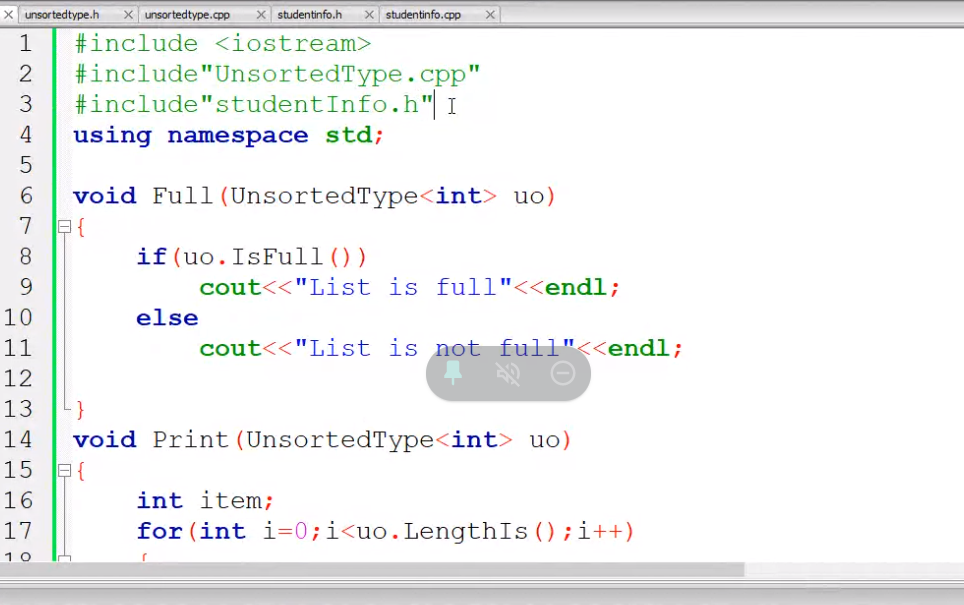 unsortedtype.h unsortedtype.cpp studentinfo.h studentinfo.cpp
1 #include <iostream>
2 #include"UnsortedType.cpp"
3 #include"studentInfo.h"
4 using namespace std;
5
6 void Full(UnsortedType<int> uo)
7 {
8 if(uo.IsFull())
9 cout<<"List is full"<<endl;
10 else
11 cout<<"List is not full"<<endl;
12
13 }
14 void Print(UnsortedType<int> uo)
15 {
16 int item;
17 for(int i=0;i<uo.LengthIs();i++)